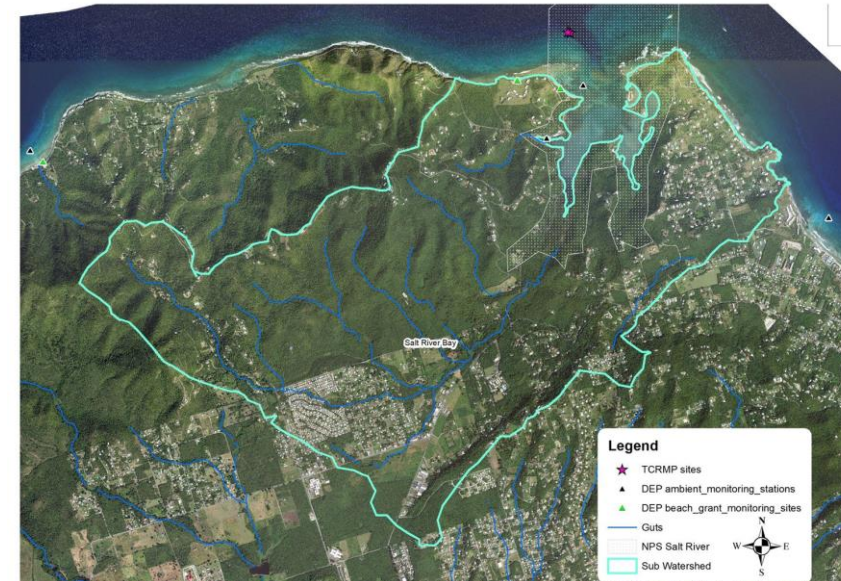 Salt River Bay
Legend
TCRMP sites
DEP ambient_monitoring_stations
DEP beach_grant_monitoring_sites
Guts
NPS Salt River
Sub Watershed
N
W E
S